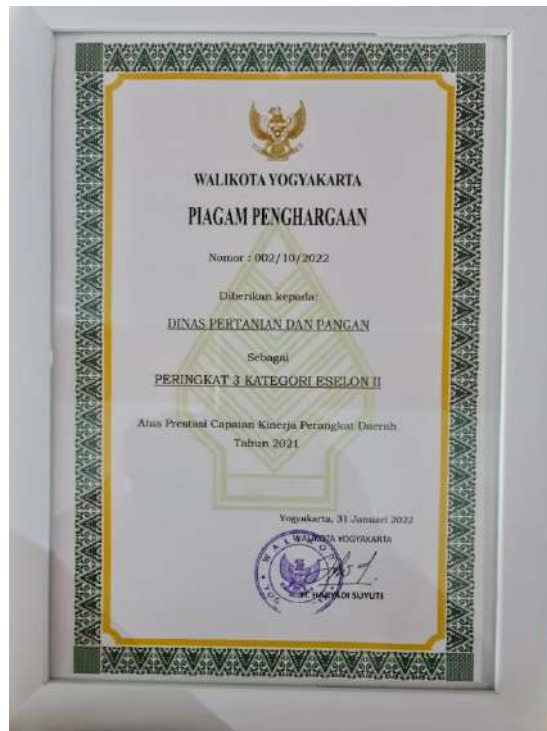 WALIKOTA YOGYAKARTA
PIAGAM PENGHARGAAN
Nomor : 002/10/2022
Diberikan kepada:
DINAS PERTANIAN DAN PANGAN
Sebagai
PERINGKAT 3 KATEGORI ESELON II
Atas Prestasi Capaian Kinerja Perangkat Daerah
Tahun 2021
Yogyakarta, 31 Januari 2022
WALIKOTA YOGYAKARTA
H. HARYADI SUYUTI